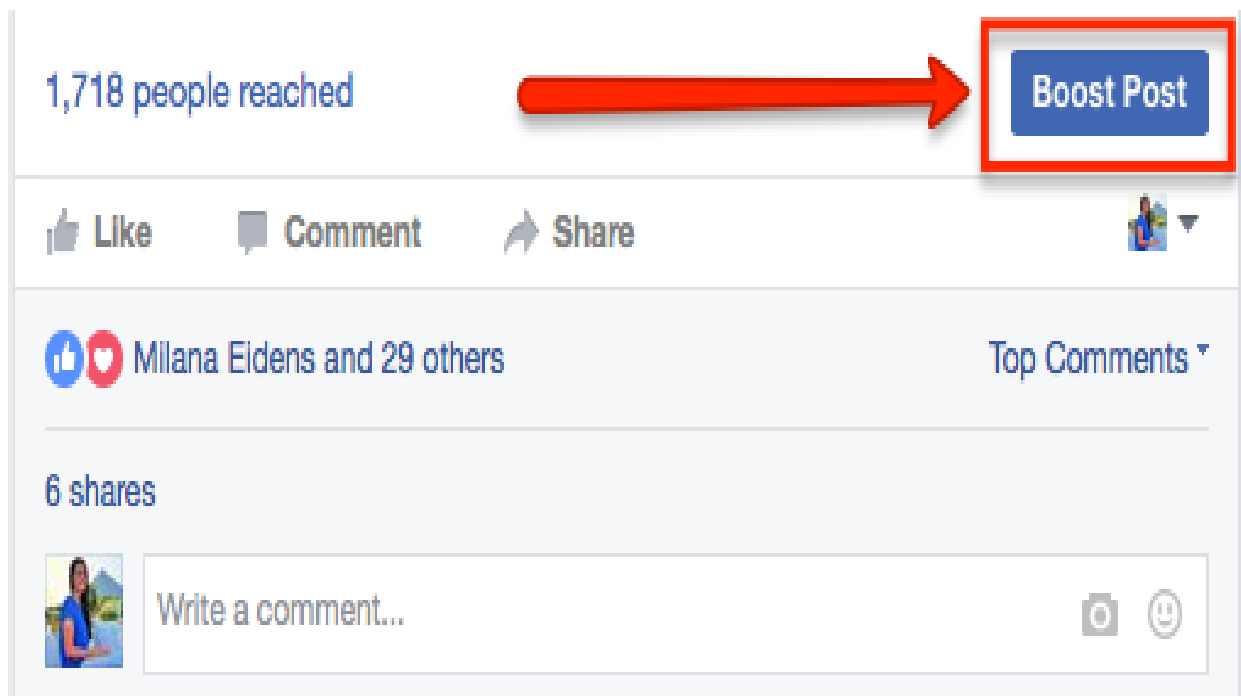 1,718 people reached
Boost Post
Like Comment Share
Milana Eidens and 29 others
Top Comments
6 shares
Write a comment...